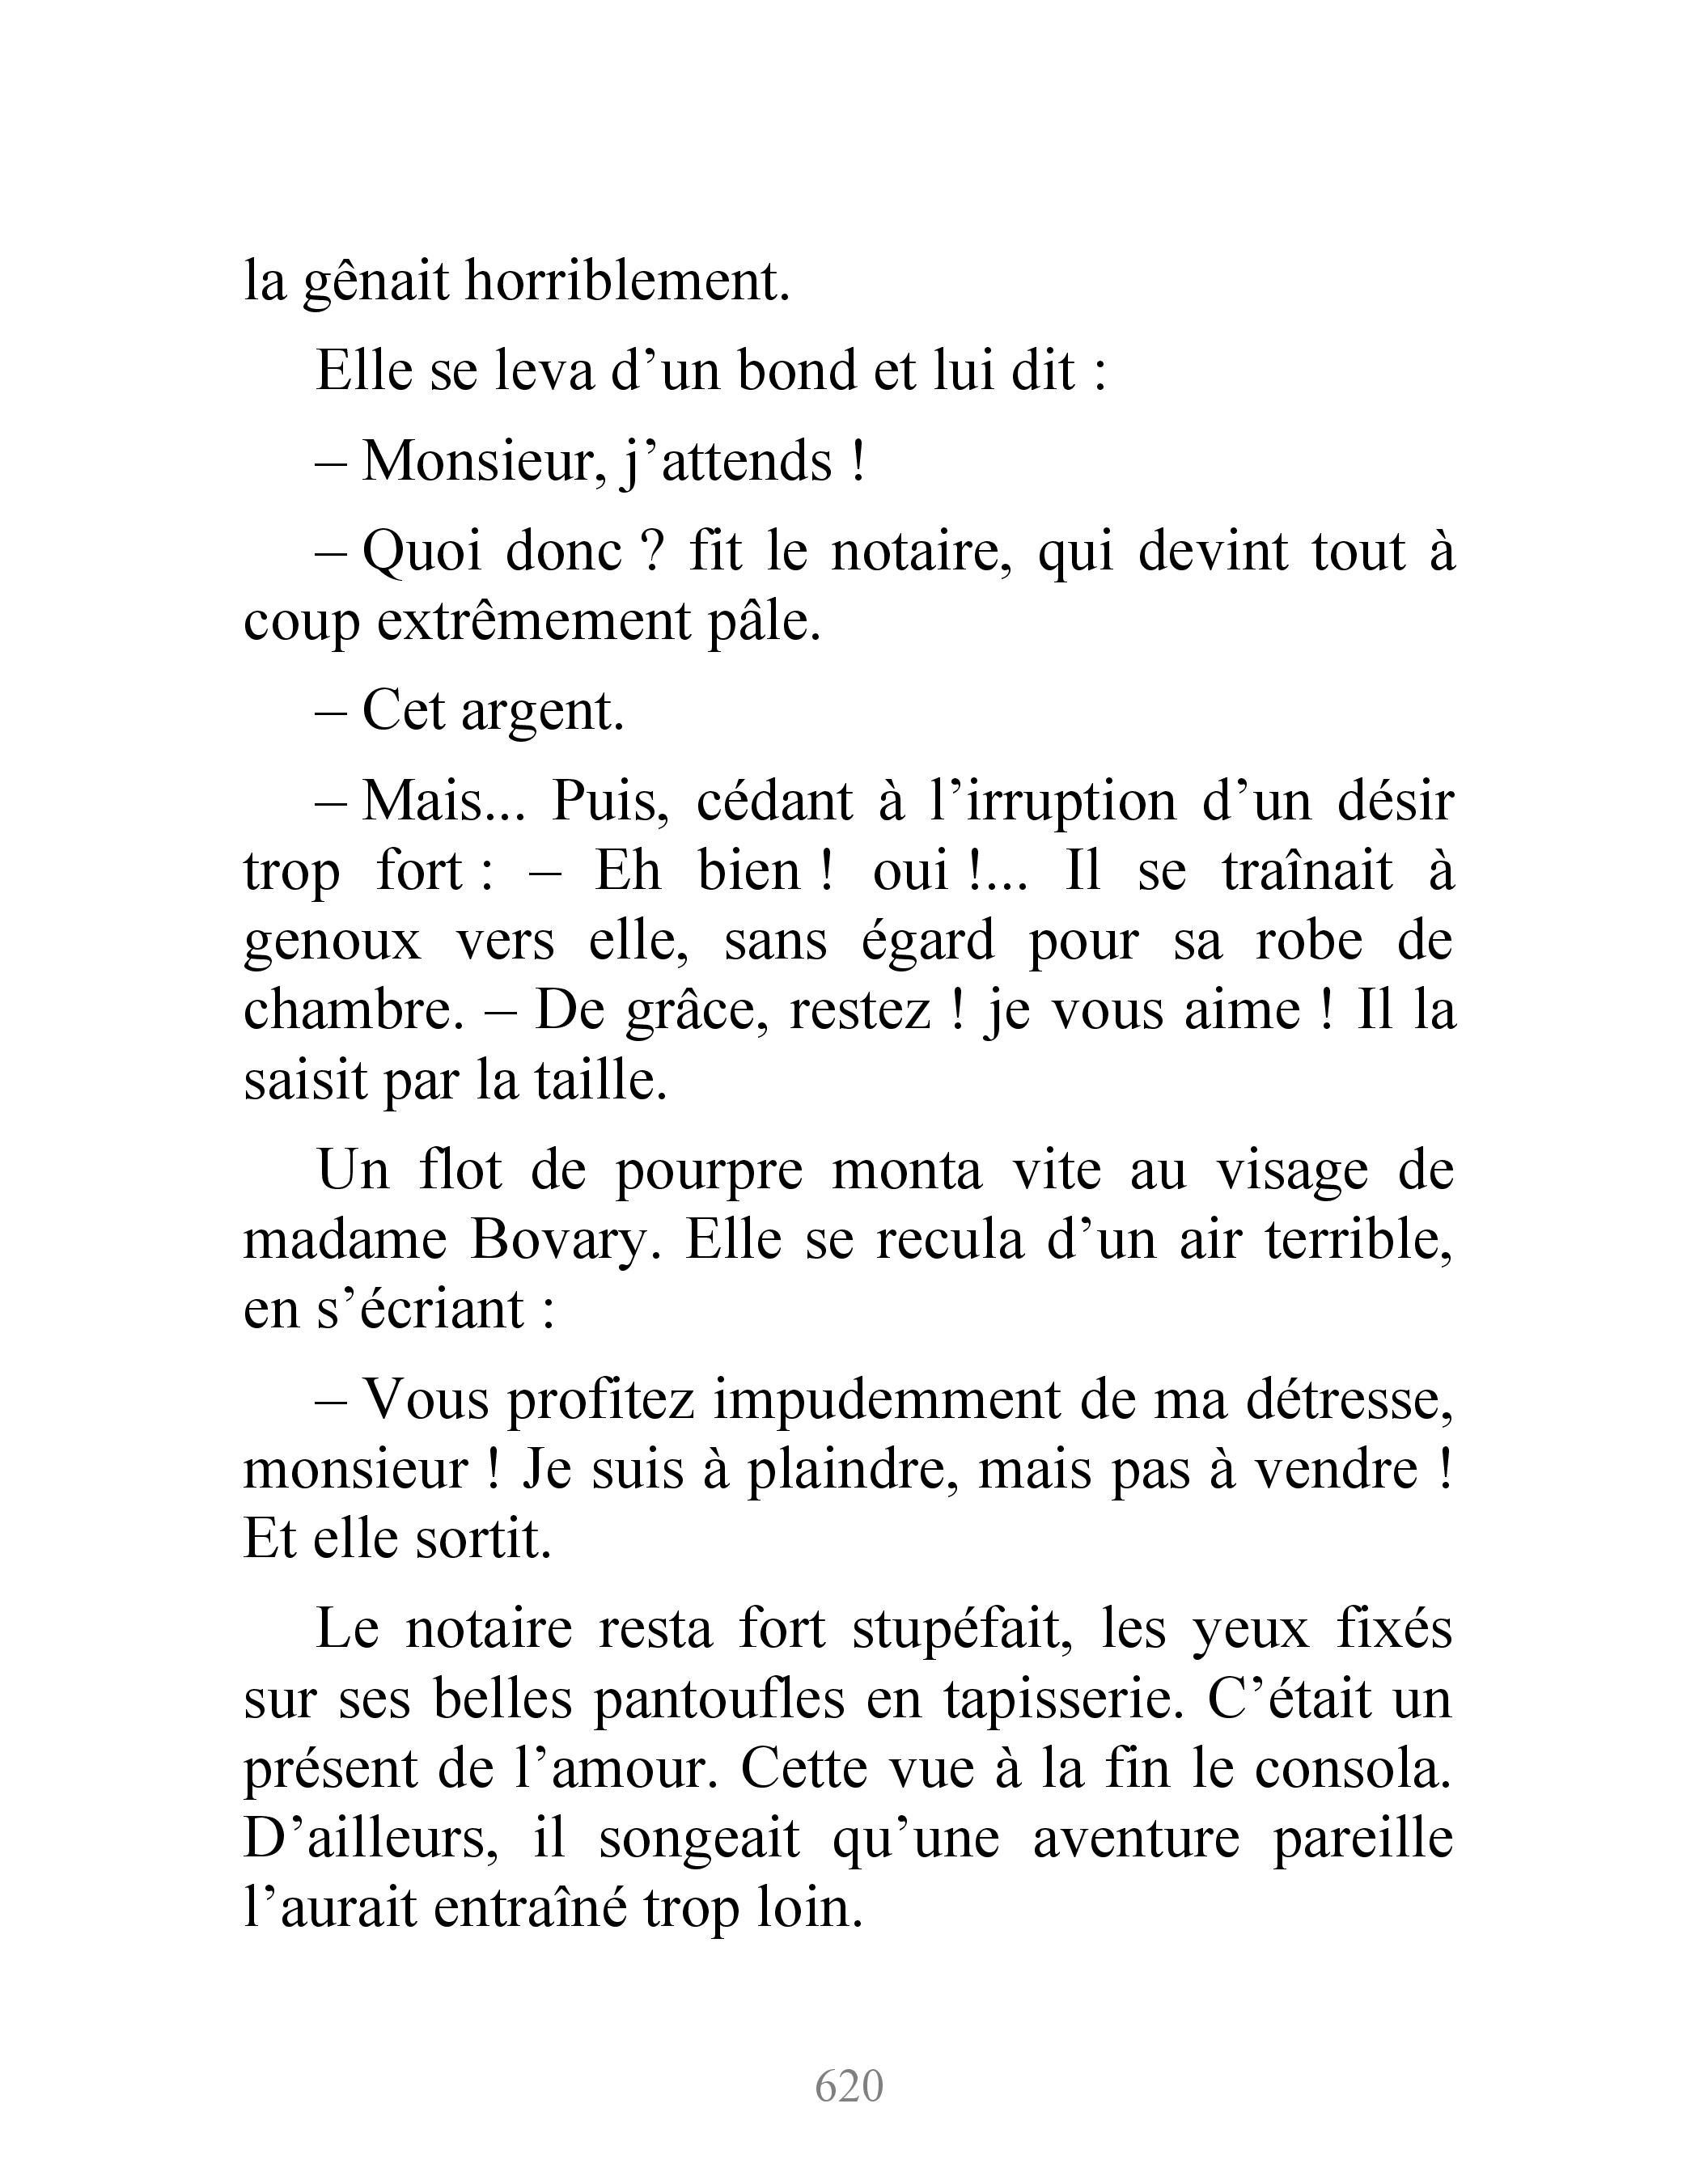 la gênait horriblement.
Elle se leva d’un bond et lui dit :
– Monsieur, j’attends !
– Quoi donc ? fit le notaire, qui devint tout à
coup extrêmement pâle.
– Cet argent.
– Mais... Puis, cédant à l’irruption d’un désir
trop fort : – Eh bien ! oui !... Il se traînait à
genoux vers elle, sans égard pour sa robe de
chambre. – De grâce, restez ! je vous aime ! Il la
saisit par la taille.
Un flot de pourpre monta vite au visage de
madame Bovary. Elle se recula d’un air terrible,
en s’écriant :
– Vous profitez impudemment de ma détresse,
monsieur ! Je suis à plaindre, mais pas à vendre !
Et elle sortit.
Le notaire resta fort stupéfait, les yeux fixés
sur ses belles pantoufles en tapisserie. C’était un
présent de l’amour. Cette vue à la fin le consola.
D’ailleurs, il songeait qu’une aventure pareille
l’aurait entraîné trop loin.
620